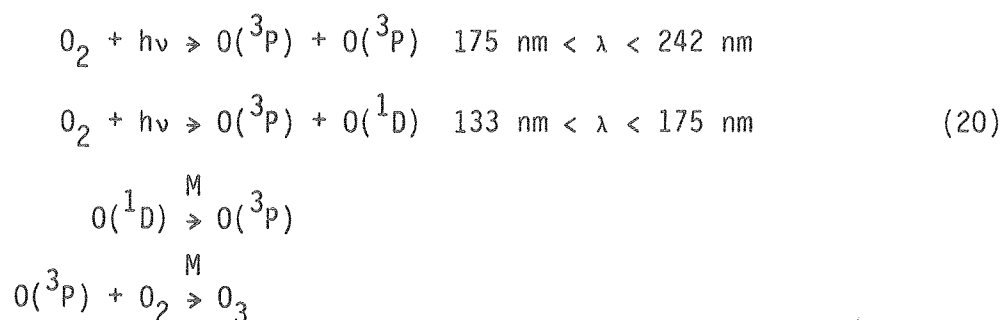 O₂ + hν → O(³P) + O(³P) 175 nm < λ < 242 nm
O₂ + hν → O(³P) + O(¹D) 133 nm < λ < 175 nm (20)
M
O(¹D) → O(³P)
M
O(³P) + O₂ → O₃